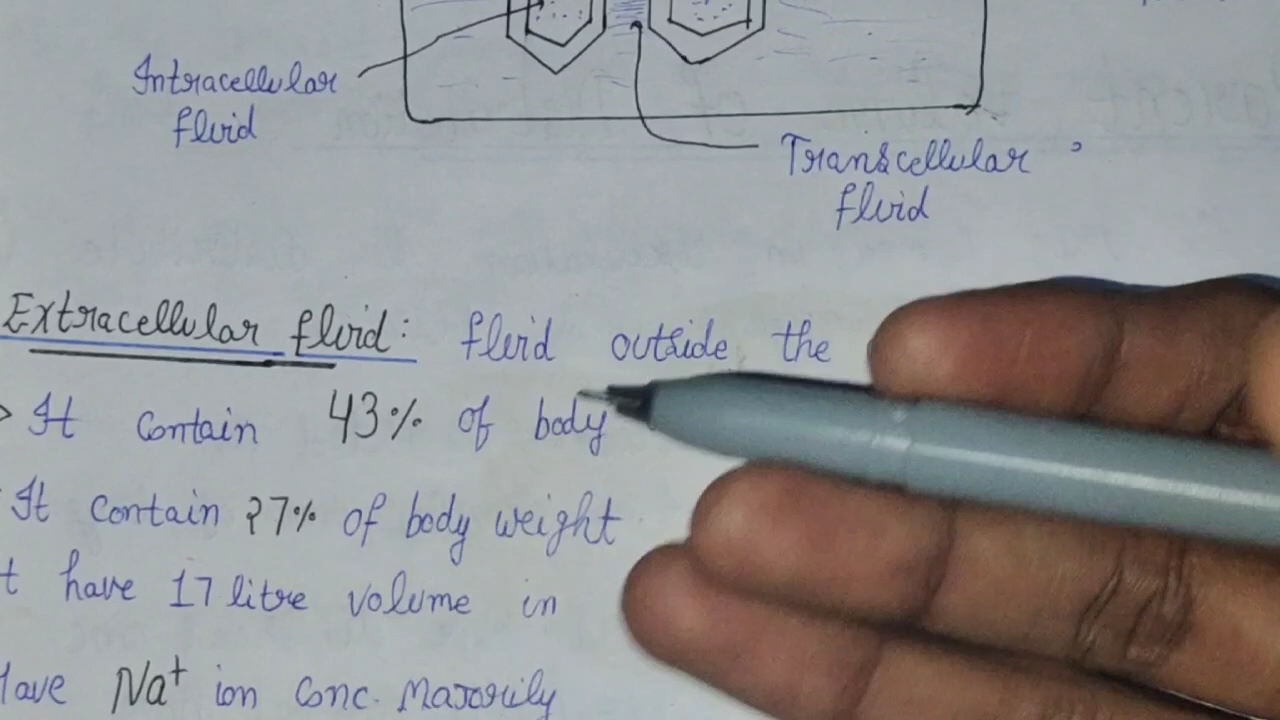 Intracellular
fluid
Transcellular
fluid
Extracellular fluid: fluid outside the
It contain 43% of body
It contain 27% of body weight
t have 17 litre volume in
Have Na+ ion conc. Majorily